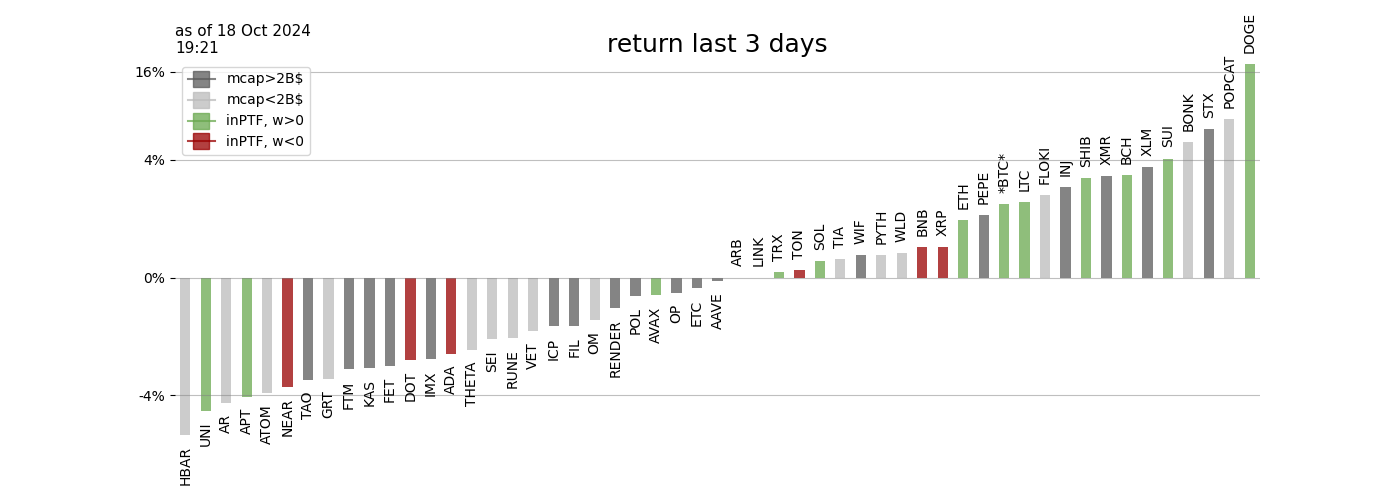 as of 18 Oct 2024
19:21
return last 3 days
16%
4%
0%
-4%
mcap>2B$
mcap<2B$
inPTF, w>0
inPTF, w<0
HBAR
UNI
AR
APT
ATOM
NEAR
TAO
GRT
FTM
KAS
FET
DOT
IMX
ADA
THETA
SEI
RUNE
VET
ICP
FIL
OM
RENDER
POL
AVAX
OP
ETC
AAVE
ARB
LINK
TRX
TON
SOL
TIA
WIF
PYTH
WLD
BNB
XRP
ETH
PEPE
*BTC*
LTC
FLOKI
INJ
SHIB
XMR
BCH
XLM
SUI
BONK
STX
POPCAT
DOGE